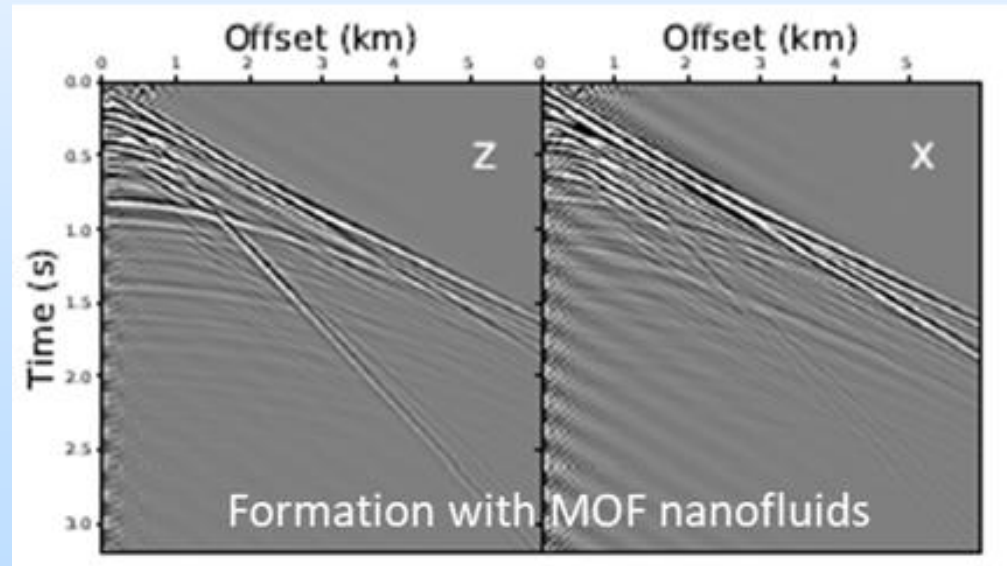 Offset (km) Offset (km)
0 1 2 3 4 5 0 1 2 3 4 5
0.0
Z X
0.5
1.0
1.5
2.0
2.5
3.0
Time (s)
Formation with MOF nanofluids